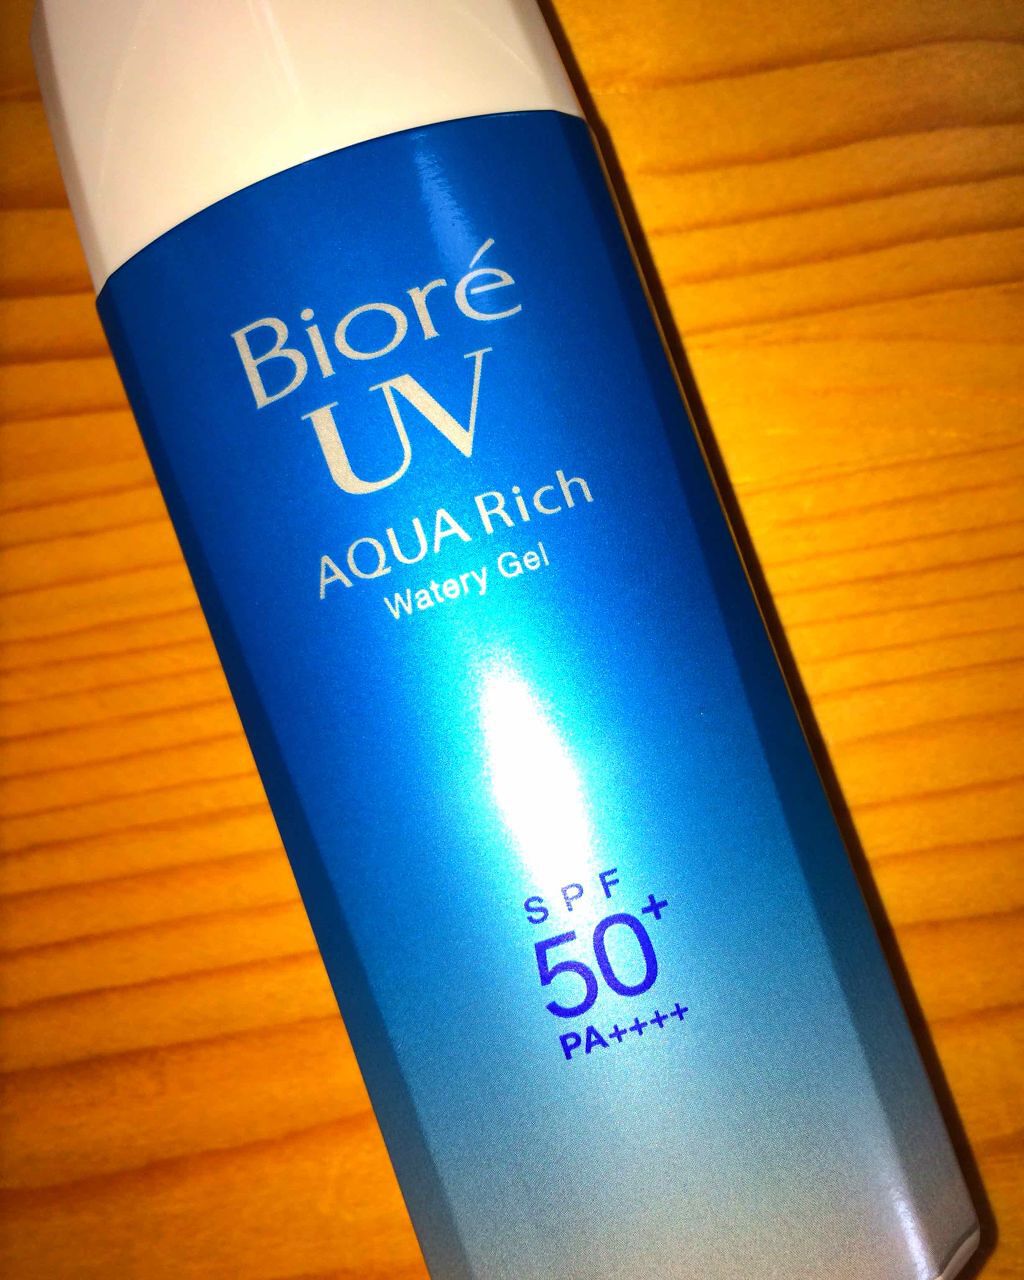 Bioré
UV
AQUA Rich
Watery Gel
SPF
50+
PA++++